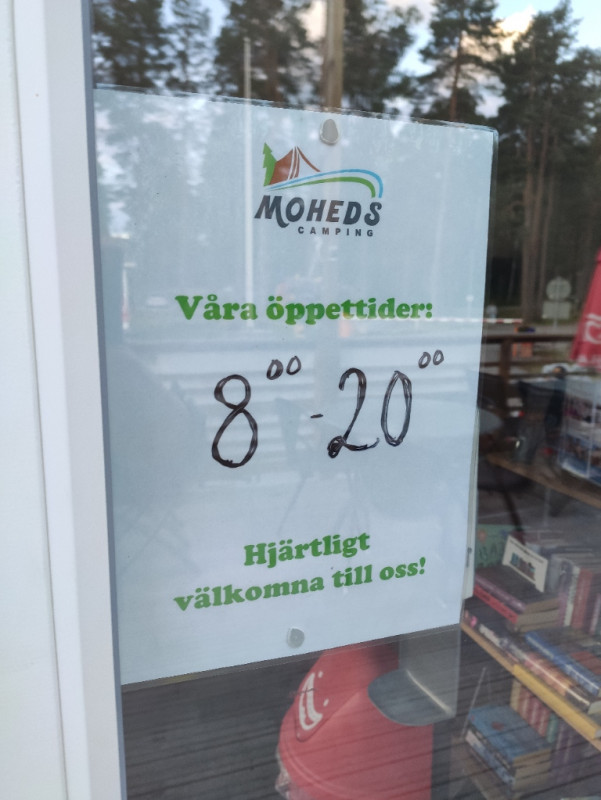 MOHEDS
CAMPING
Våra öppettider:
8⁰⁰ - 20⁰⁰
Hjärtligt
välkomna till oss!